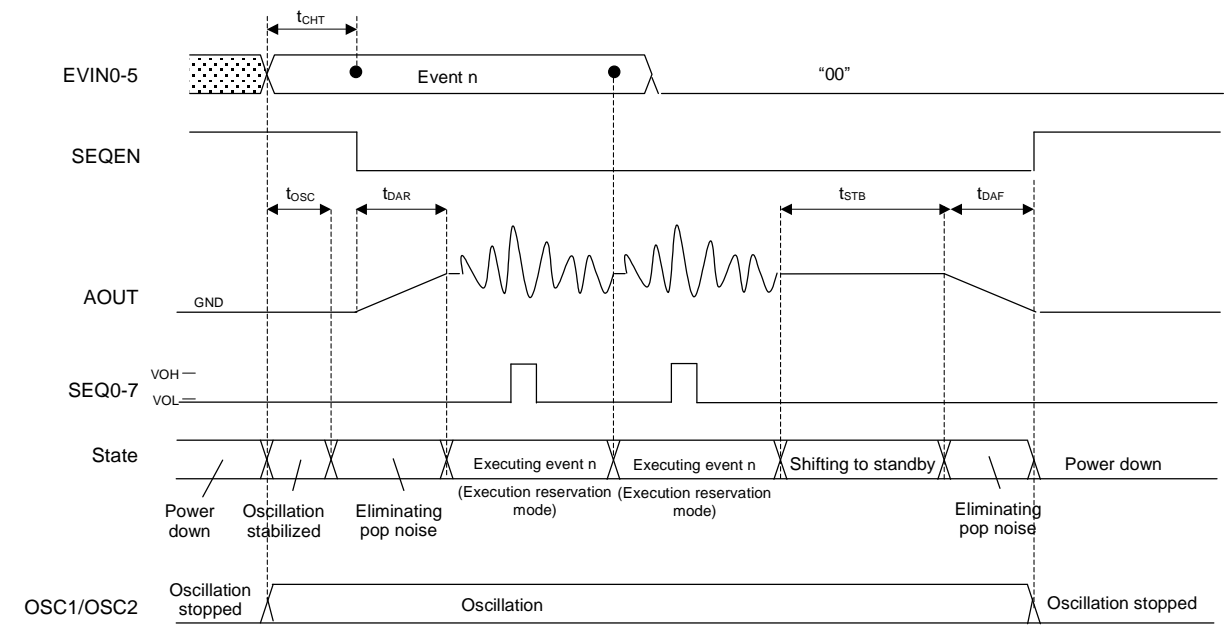 tCHT
EVIN0-5
Event n
“00”
SEQEN
tOSC
tDAR
tSTB
tDAF
AOUT
GND
VOH
SEQ0-7
VOL
State
Executing event n
Executing event n
Shifting to standby
Power down
(Execution reservation mode)
(Execution reservation mode)
Power down
Oscillation stabilized
Eliminating pop noise
Eliminating pop noise
OSC1/OSC2
Oscillation stopped
Oscillation
Oscillation stopped